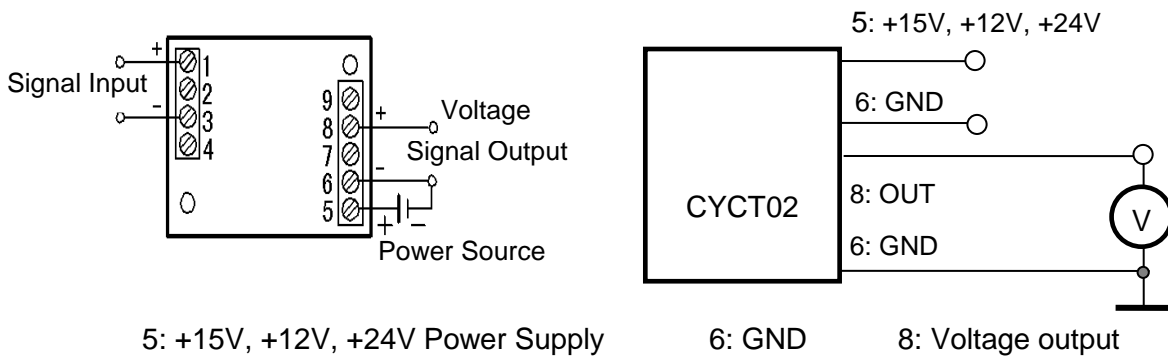 +
1
Signal Input
2
-
3
4
9
+
8
Voltage
7
Signal Output
-
6
5
+ -
Power Source
5: +15V, +12V, +24V
6: GND
CYCT02
8: OUT
V
6: GND
5: +15V, +12V, +24V Power Supply 6: GND 8: Voltage output